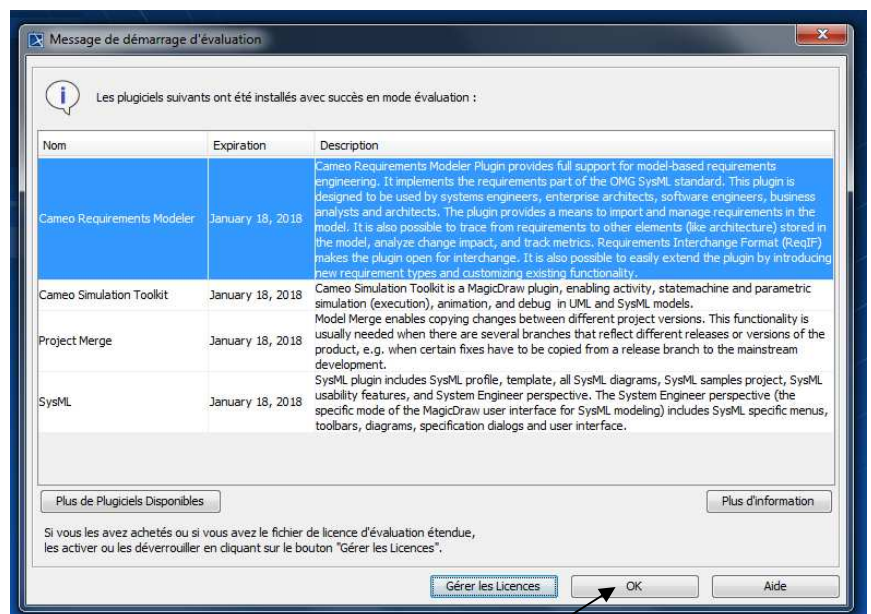 Message de démarrage d'évaluation
Les plugiciels suivants ont été installés avec succès en mode évaluation :
Nom Expiration Description
Cameo Requirements Modeler January 18, 2018
Cameo Requirements Modeler Plugin provides full support for model-based requirements
engineering. It implements the requirements part of the OMG SysML standard. This plugin is
designed to be used by systems engineers, enterprise architects, software engineers, business
analysts and architects. The plugin provides a means to import and manage requirements in the
model. It is also possible to trace from requirements to other elements (like architecture) stored in
the model, analyze change impact, and track metrics. Requirements Interchange Format (ReqIF)
makes the plugin open for interchange. It is also possible to easily extend the plugin by introducing
new requirement types and customizing existing functionality.
Cameo Simulation Toolkit January 18, 2018
Cameo Simulation Toolkit is a MagicDraw plugin, enabling activity, statemachine and parametric
simulation (execution), animation, and debug in UML and SysML models.
Project Merge January 18, 2018
Model Merge enables copying changes between different project versions. This functionality is
usually needed when there are several branches that reflect different releases or versions of the
product, e.g. when certain fixes have to be copied from a release branch to the mainstream
development.
SysML January 18, 2018
SysML plugin includes SysML profile, template, all SysML diagrams, SysML samples project, SysML
usability features, and System Engineer perspective. The System Engineer perspective (the
specific mode of the MagicDraw user interface for SysML modeling) includes SysML specific menus,
toolbars, diagrams, specification dialogs and user interface.
Plus de Plugiciels Disponibles Plus d'information
Si vous les avez achetés ou si vous avez le fichier de licence d'évaluation étendue,
les activer ou les déverrouiller en cliquant sur le bouton "Gérer les Licences".
Gérer les Licences OK Aide